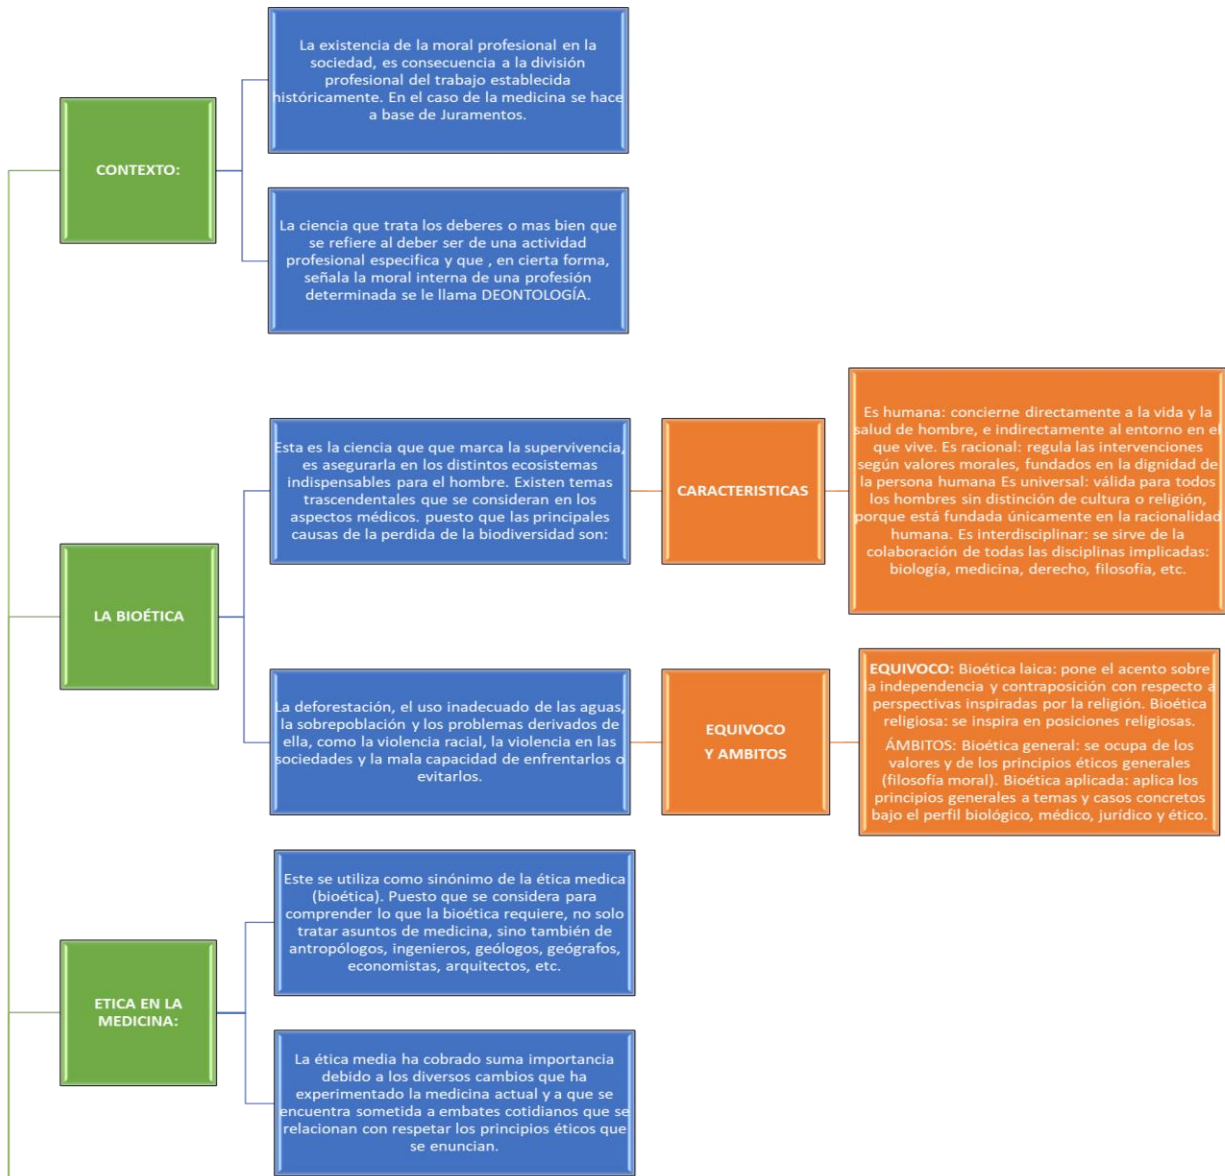 La existencia de la moral profesional en la
sociedad, es consecuencia a la división
profesional del trabajo establecida
históricamente. En el caso de la medicina se hace
a base de Juramentos.
CONTEXTO:
La ciencia que trata los deberes o mas bien que
se refiere al deber ser de una actividad
profesional especifica y que , en cierta forma,
señala la moral interna de una profesión
determinada se le llama DEONTOLOGÍA.
LA BIOÉTICA
Esta es la ciencia que que marca la supervivencia,
es asegurarla en los distintos ecosistemas
indispensables para el hombre. Existen temas
trascendentales que se consideran en los
aspectos médicos. puesto que las principales
causas de la perdida de la biodiversidad son:
CARACTERISTICAS
Es humana: concierne directamente a la vida y la
salud de hombre, e indirectamente al entorno en el
que vive. Es racional: regula las intervenciones
según valores morales, fundados en la dignidad de
la persona humana Es universal: válida para todos
los hombres sin distinción de cultura o religión,
porque está fundada únicamente en la racionalidad
humana. Es interdisciplinar: se sirve de la
colaboración de todas las disciplinas implicadas:
biología, medicina, derecho, filosofía, etc.
La deforestación, el uso inadecuado de las aguas,
la sobrepoblación y los problemas derivados de
ella, como la violencia racial, la violencia en las
sociedades y la mala capacidad de enfrentarlos o
evitarlos.
EQUIVOCO
Y AMBITOS
EQUIVOCO: Bioética laica: pone el acento sobre
la independencia y contraposición con respecto a
perspectivas inspiradas por la religión. Bioética
religiosa: se inspira en posiciones religiosas.
ÁMBITOS: Bioética general: se ocupa de los
valores y de los principios éticos generales
(filosofía moral). Bioética aplicada: aplica los
principios generales a temas y casos concretos
bajo el perfil biológico, médico, jurídico y ético.
ETICA EN LA
MEDICINA:
Este se utiliza como sinónimo de la ética medica
(bioética). Puesto que se considera para
comprender lo que la bioética requiere, no solo
tratar asuntos de medicina, sino también de
antropólogos, ingenieros, geólogos, geógrafos,
economistas, arquitectos, etc.
La ética media ha cobrado suma importancia
debido a los diversos cambios que ha
experimentado la medicina actual y a que se
encuentra sometida a embates cotidianos que se
relacionan con respetar los principios éticos que
se enuncian.